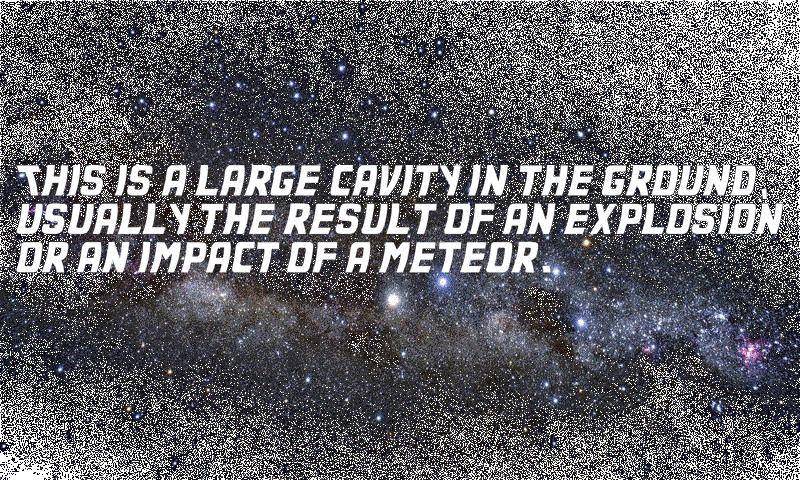 THIS IS A LARGE CAVITY IN THE GROUND,
USUALLY THE RESULT OF AN EXPLOSION
OR AN IMPACT OF A METEOR.